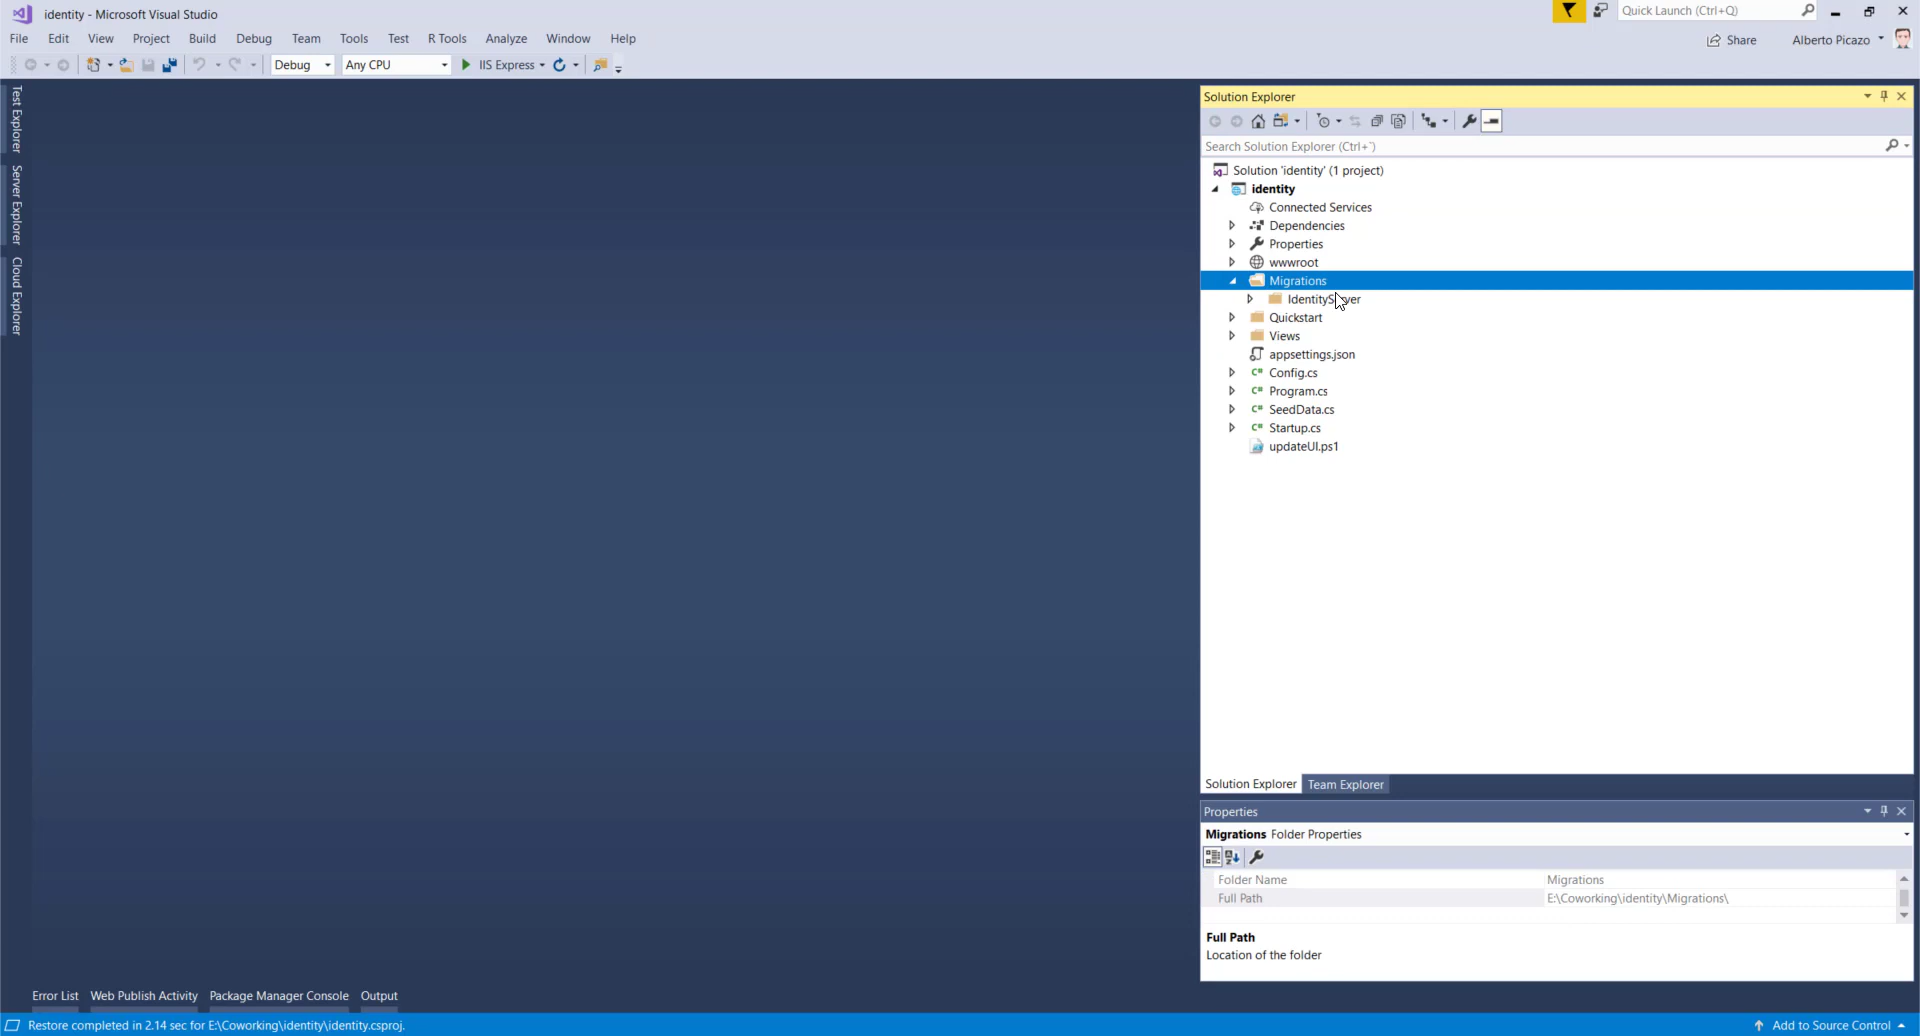 identity - Microsoft Visual Studio
Quick Launch (Ctrl+Q)
File Edit View Project Build Debug Team Tools Test R Tools Analyze Window Help
Share Alberto Picazo
Debug Any CPU IIS Express
Test Explorer
Server Explorer
Cloud Explorer
Solution Explorer
Search Solution Explorer (Ctrl+¨)
Solution 'identity' (1 project)
identity
Connected Services
Dependencies
Properties
wwwroot
Migrations
IdentityServer
Quickstart
Views
appsettings.json
C# Config.cs
C# Program.cs
C# SeedData.cs
C# Startup.cs
updateUI.ps1
Solution Explorer Team Explorer
Properties
Migrations Folder Properties
Folder Name Migrations
Full Path E:\Coworking\identity\Migrations\
Full Path
Location of the folder
Error List Web Publish Activity Package Manager Console Output
Restore completed in 2.14 sec for E:\Coworking\identity\identity.csproj.
Add to Source Control